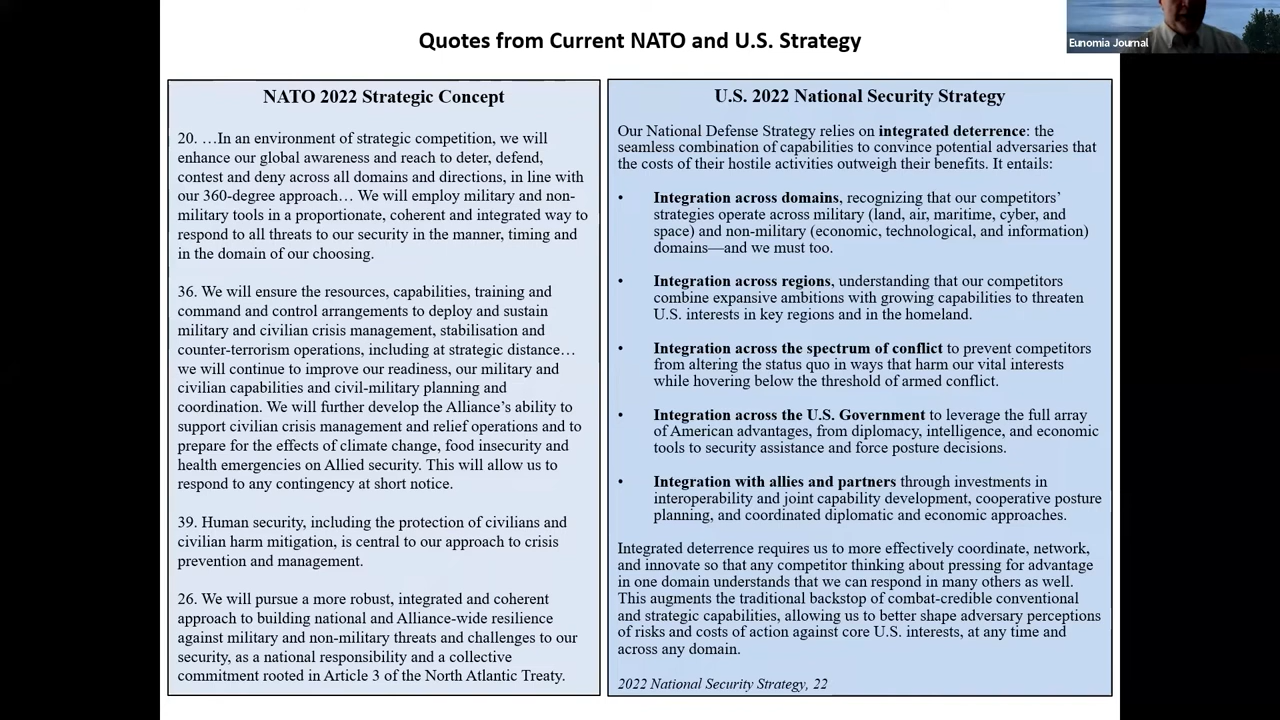 Quotes from Current NATO and U.S. Strategy
Eunomia Journal
NATO 2022 Strategic Concept
20. …In an environment of strategic competition, we will
enhance our global awareness and reach to deter, defend,
contest and deny across all domains and directions, in line with
our 360-degree approach… We will employ military and non-
military tools in a proportionate, coherent and integrated way to
respond to all threats to our security in the manner, timing and
in the domain of our choosing.
36. We will ensure the resources, capabilities, training and
command and control arrangements to deploy and sustain
military and civilian crisis management, stabilisation and
counter-terrorism operations, including at strategic distance…
we will continue to improve our readiness, our military and
civilian capabilities and civil-military planning and
coordination. We will further develop the Alliance’s ability to
support civilian crisis management and relief operations and to
prepare for the effects of climate change, food insecurity and
health emergencies on Allied security. This will allow us to
respond to any contingency at short notice.
39. Human security, including the protection of civilians and
civilian harm mitigation, is central to our approach to crisis
prevention and management.
26. We will pursue a more robust, integrated and coherent
approach to building national and Alliance-wide resilience
against military and non-military threats and challenges to our
security, as a national responsibility and a collective
commitment rooted in Article 3 of the North Atlantic Treaty.
U.S. 2022 National Security Strategy
Our National Defense Strategy relies on integrated deterrence: the
seamless combination of capabilities to convince potential adversaries that
the costs of their hostile activities outweigh their benefits. It entails:
• Integration across domains, recognizing that our competitors’
strategies operate across military (land, air, maritime, cyber, and
space) and non-military (economic, technological, and information)
domains—and we must too.
• Integration across regions, understanding that our competitors
combine expansive ambitions with growing capabilities to threaten
U.S. interests in key regions and in the homeland.
• Integration across the spectrum of conflict to prevent competitors
from altering the status quo in ways that harm our vital interests
while hovering below the threshold of armed conflict.
• Integration across the U.S. Government to leverage the full array
of American advantages, from diplomacy, intelligence, and economic
tools to security assistance and force posture decisions.
• Integration with allies and partners through investments in
interoperability and joint capability development, cooperative posture
planning, and coordinated diplomatic and economic approaches.
Integrated deterrence requires us to more effectively coordinate, network,
and innovate so that any competitor thinking about pressing for advantage
in one domain understands that we can respond in many others as well.
This augments the traditional backstop of combat-credible conventional
and strategic capabilities, allowing us to better shape adversary perceptions
of risks and costs of action against core U.S. interests, at any time and
across any domain.
2022 National Security Strategy, 22